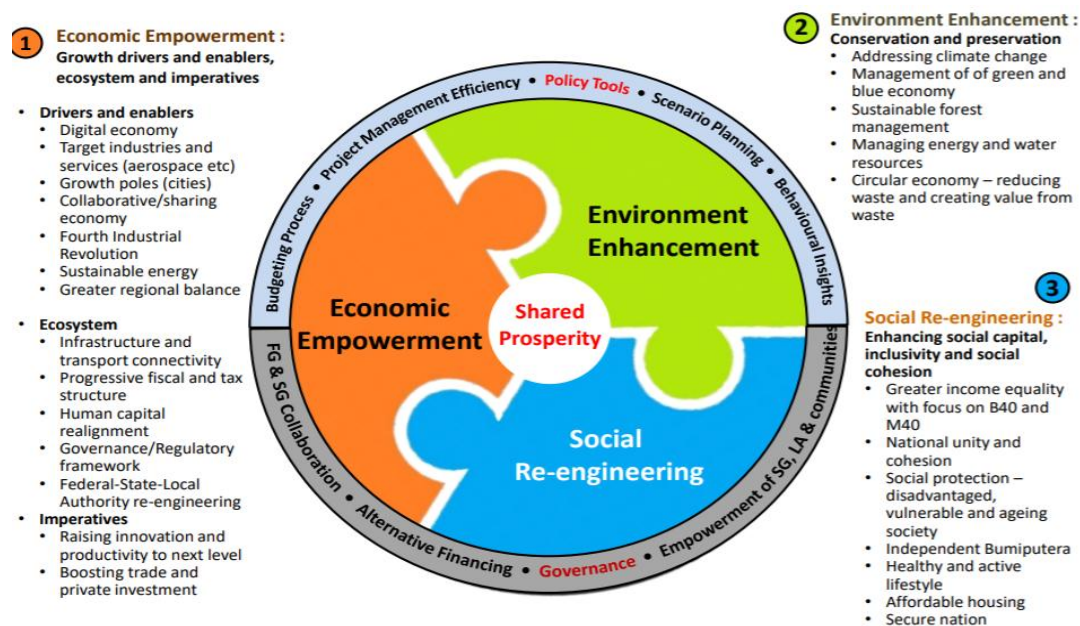 1
Economic Empowerment :
Growth drivers and enablers,
ecosystem and imperatives
• Drivers and enablers
• Digital economy
• Target industries and
services (aerospace etc)
• Growth poles (cities)
• Collaborative/sharing
economy
• Fourth Industrial
Revolution
• Sustainable energy
• Greater regional balance
• Ecosystem
• Infrastructure and
transport connectivity
• Progressive fiscal and tax
structure
• Human capital
realignment
• Governance/Regulatory
framework
• Federal-State-Local
Authority re-engineering
• Imperatives
• Raising innovation and
productivity to next level
• Boosting trade and
private investment
Budgeting Process • Project Management Efficiency • Policy Tools • Scenario Planning • Behavioural Insights
Environment
Enhancement
Economic
Empowerment
Shared
Prosperity
Social
Re-engineering
FG & SG Collaboration • Alternative Financing • Governance • Empowerment of SG, LA & communities
2
Environment Enhancement :
Conservation and preservation
• Addressing climate change
• Management of of green and
blue economy
• Sustainable forest
management
• Managing energy and water
resources
• Circular economy – reducing
waste and creating value from
waste
3
Social Re-engineering :
Enhancing social capital,
inclusivity and social
cohesion
• Greater income equality
with focus on B40 and
M40
• National unity and
cohesion
• Social protection –
disadvantaged,
vulnerable and ageing
society
• Independent Bumiputera
• Healthy and active
lifestyle
• Affordable housing
• Secure nation